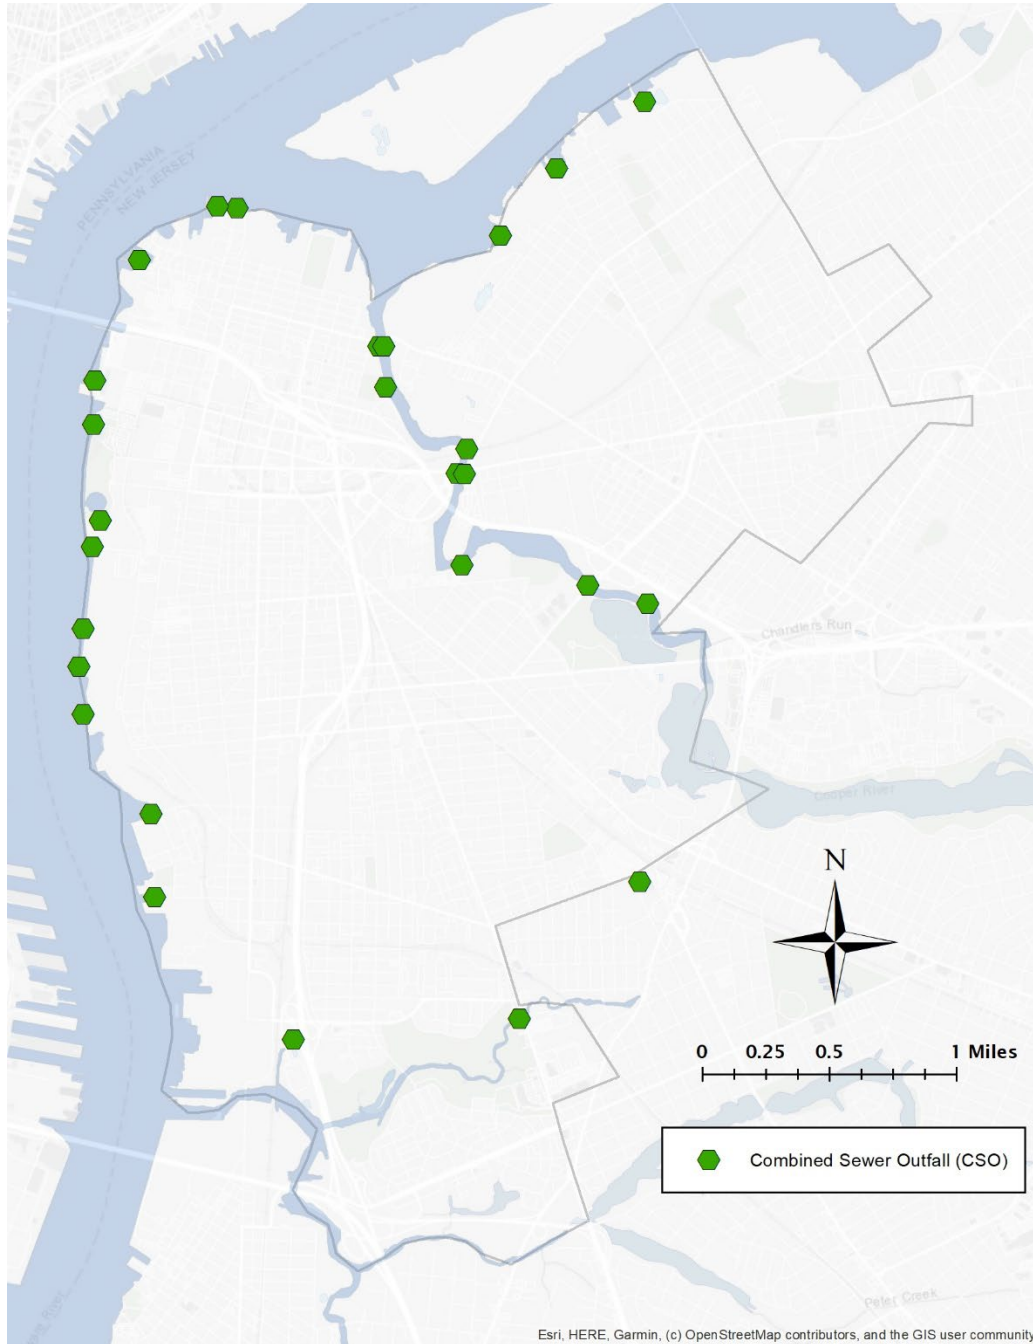 PENNSYLVANIA
NEW JERSEY
Chandlers Run
Cooper River
N
0 0.25 0.5 1 Miles
Combined Sewer Outfall (CSO)
Peter Creek
River
Esri, HERE, Garmin, (c) OpenStreetMap contributors, and the GIS user community